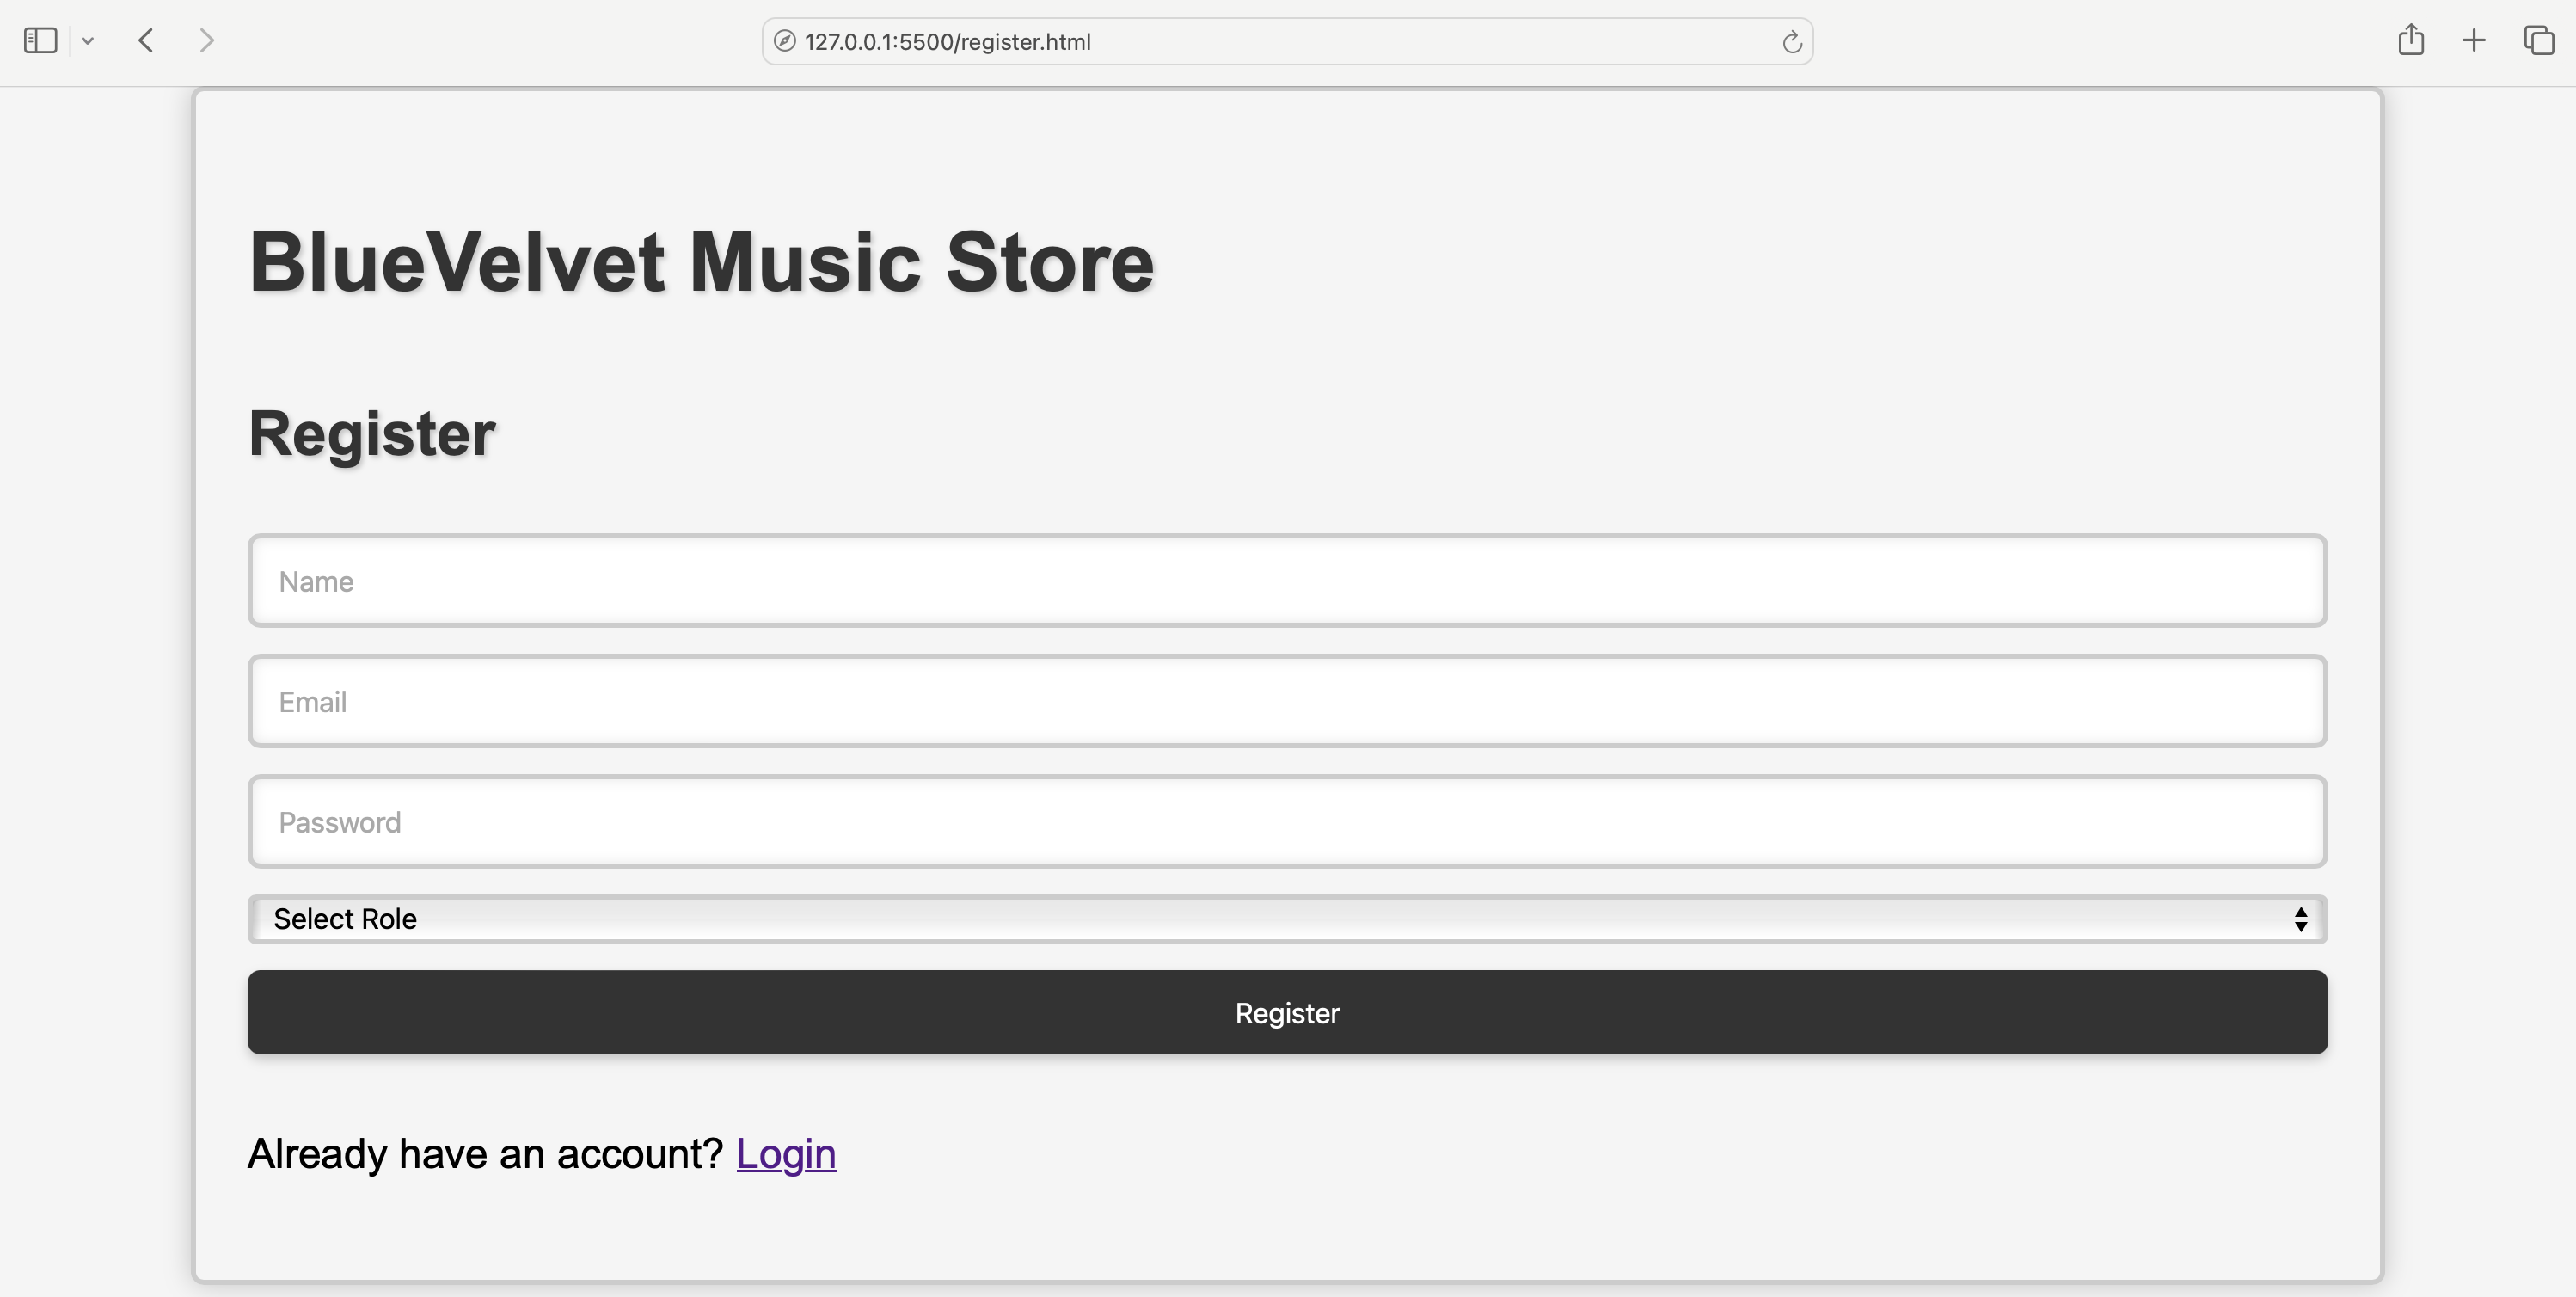 127.0.0.1:5500/register.html
BlueVelvet Music Store
Register
Name
Email
Password
Select Role
Register
Already have an account? Login